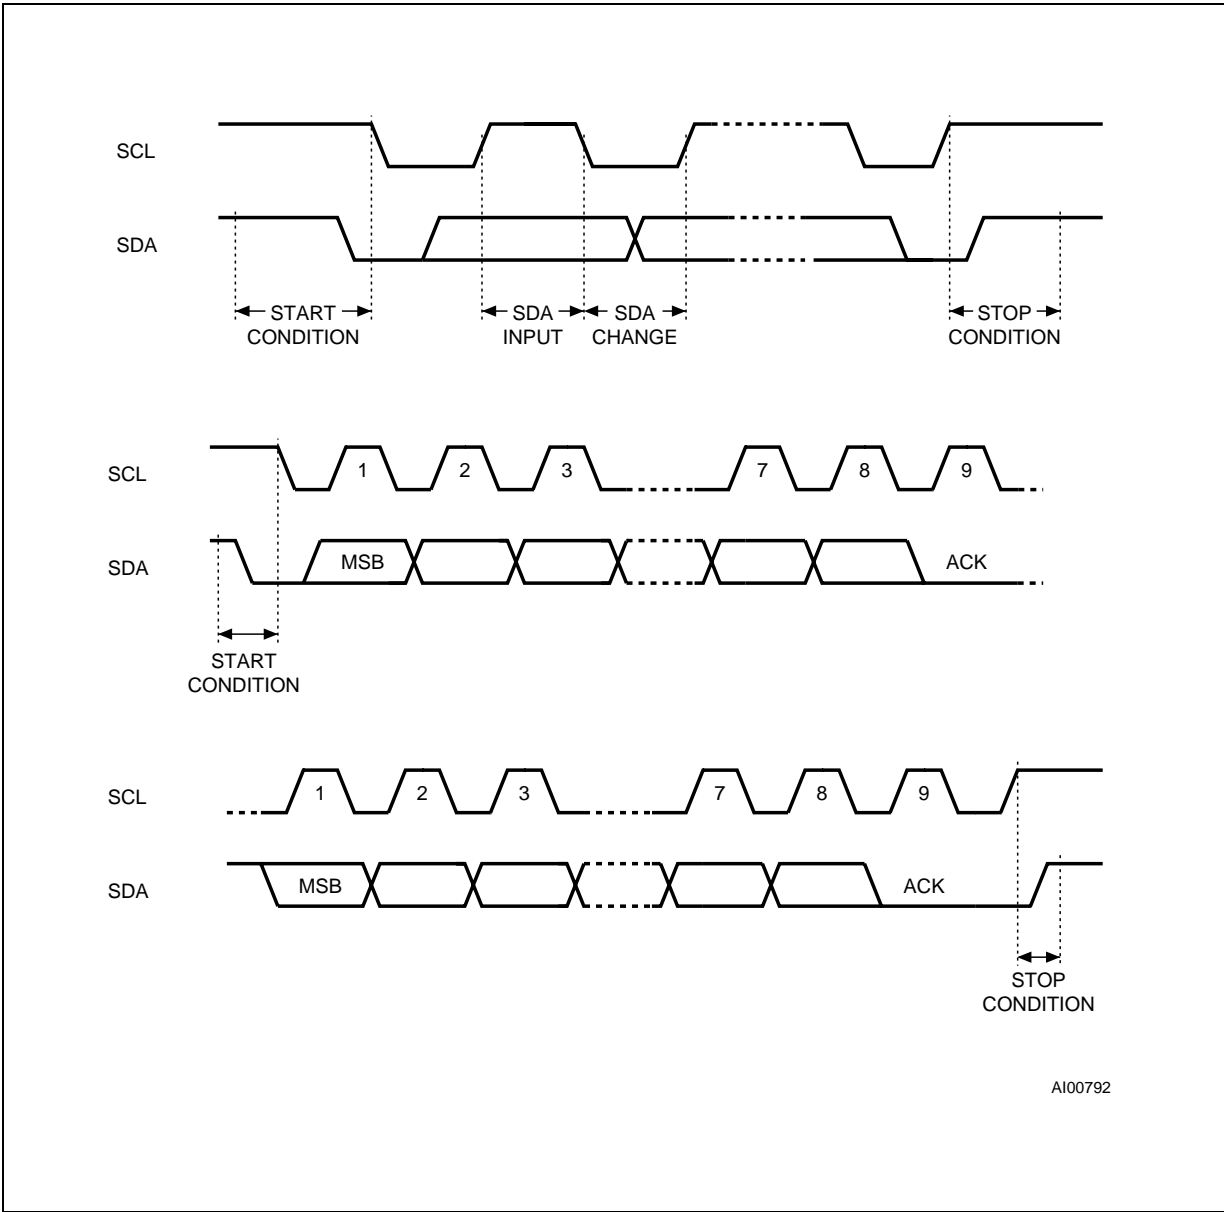 SCL
SDA
START CONDITION
SDA INPUT
SDA CHANGE
STOP CONDITION
SCL
1 2 3 7 8 9
SDA
MSB ACK
START CONDITION
SCL
1 2 3 7 8 9
SDA
MSB ACK
STOP CONDITION
AI00792